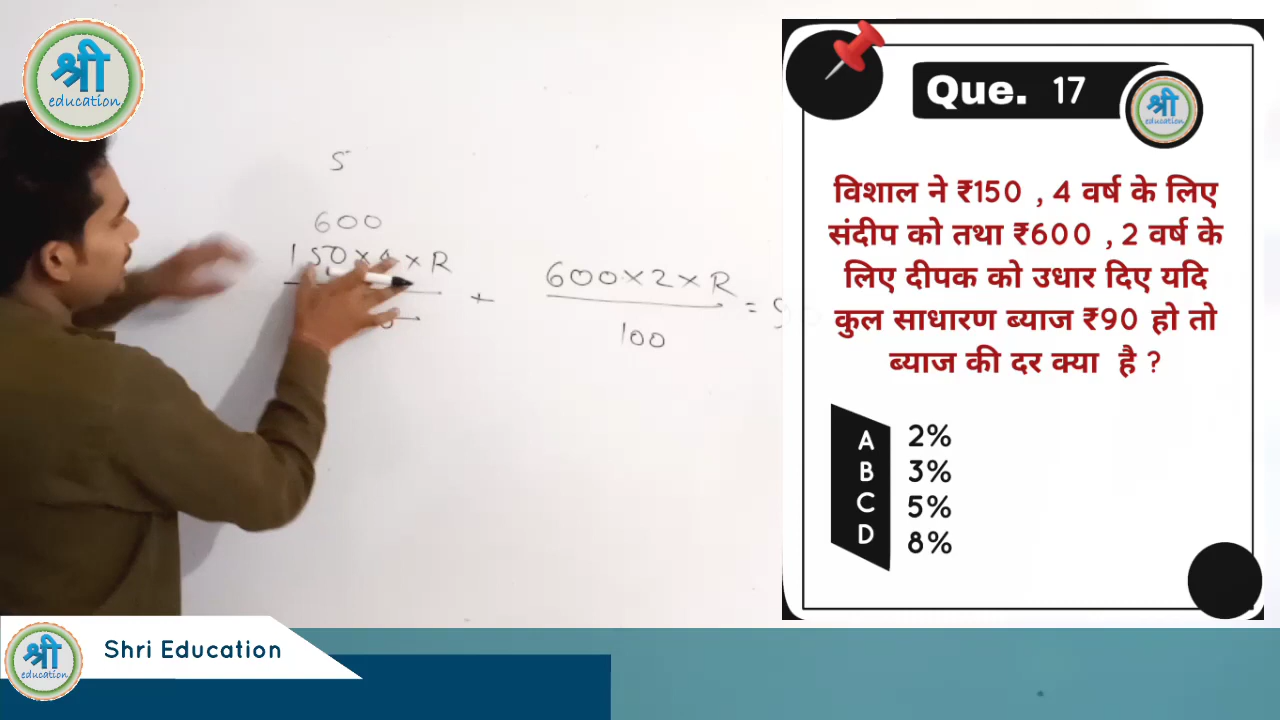 श्री
education
Que. 17
श्री
education
विशाल ने ₹150 , 4 वर्ष के लिए
संदीप को तथा ₹600 , 2 वर्ष के
लिए दीपक को उधार दिए यदि
कुल साधारण ब्याज ₹90 हो तो
ब्याज की दर क्या है ?
A 2%
B 3%
C 5%
D 8%
5
600
150×4×R
+
600×2×R
100
=
श्री
education
Shri Education